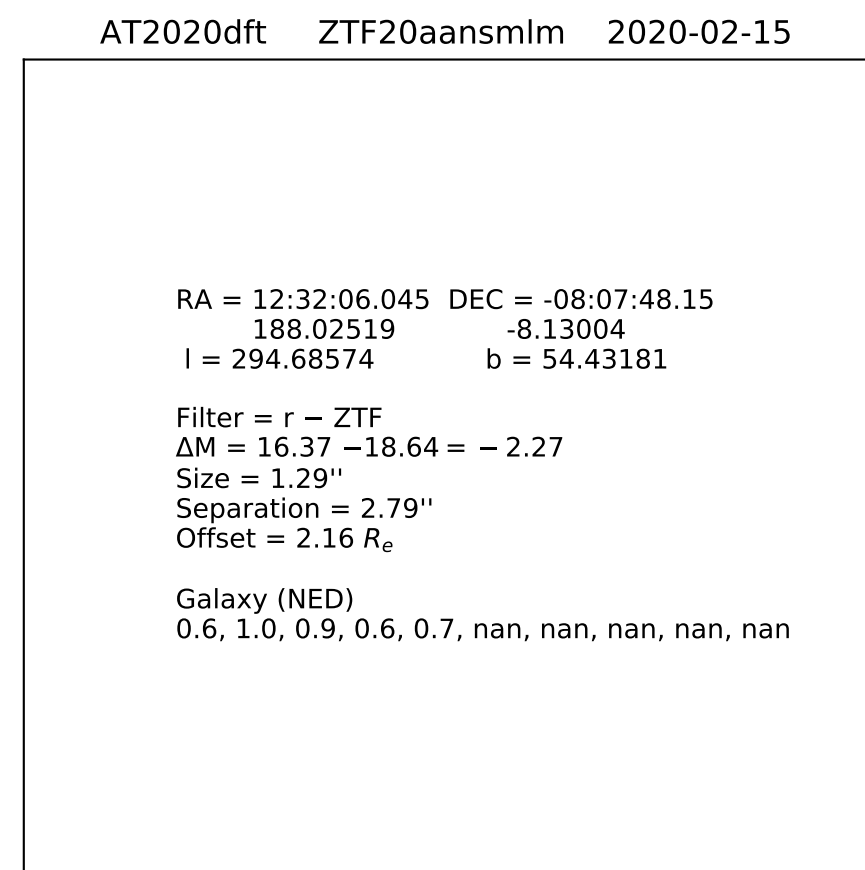 AT2020dft ZTF20aansmlm 2020-02-15
RA = 12:32:06.045 DEC = -08:07:48.15
188.02519 -8.13004
l = 294.68574 b = 54.43181
Filter = r − ZTF
ΔM = 16.37 −18.64 = − 2.27
Size = 1.29''
Separation = 2.79''
Offset = 2.16 Re
Galaxy (NED)
0.6, 1.0, 0.9, 0.6, 0.7, nan, nan, nan, nan, nan